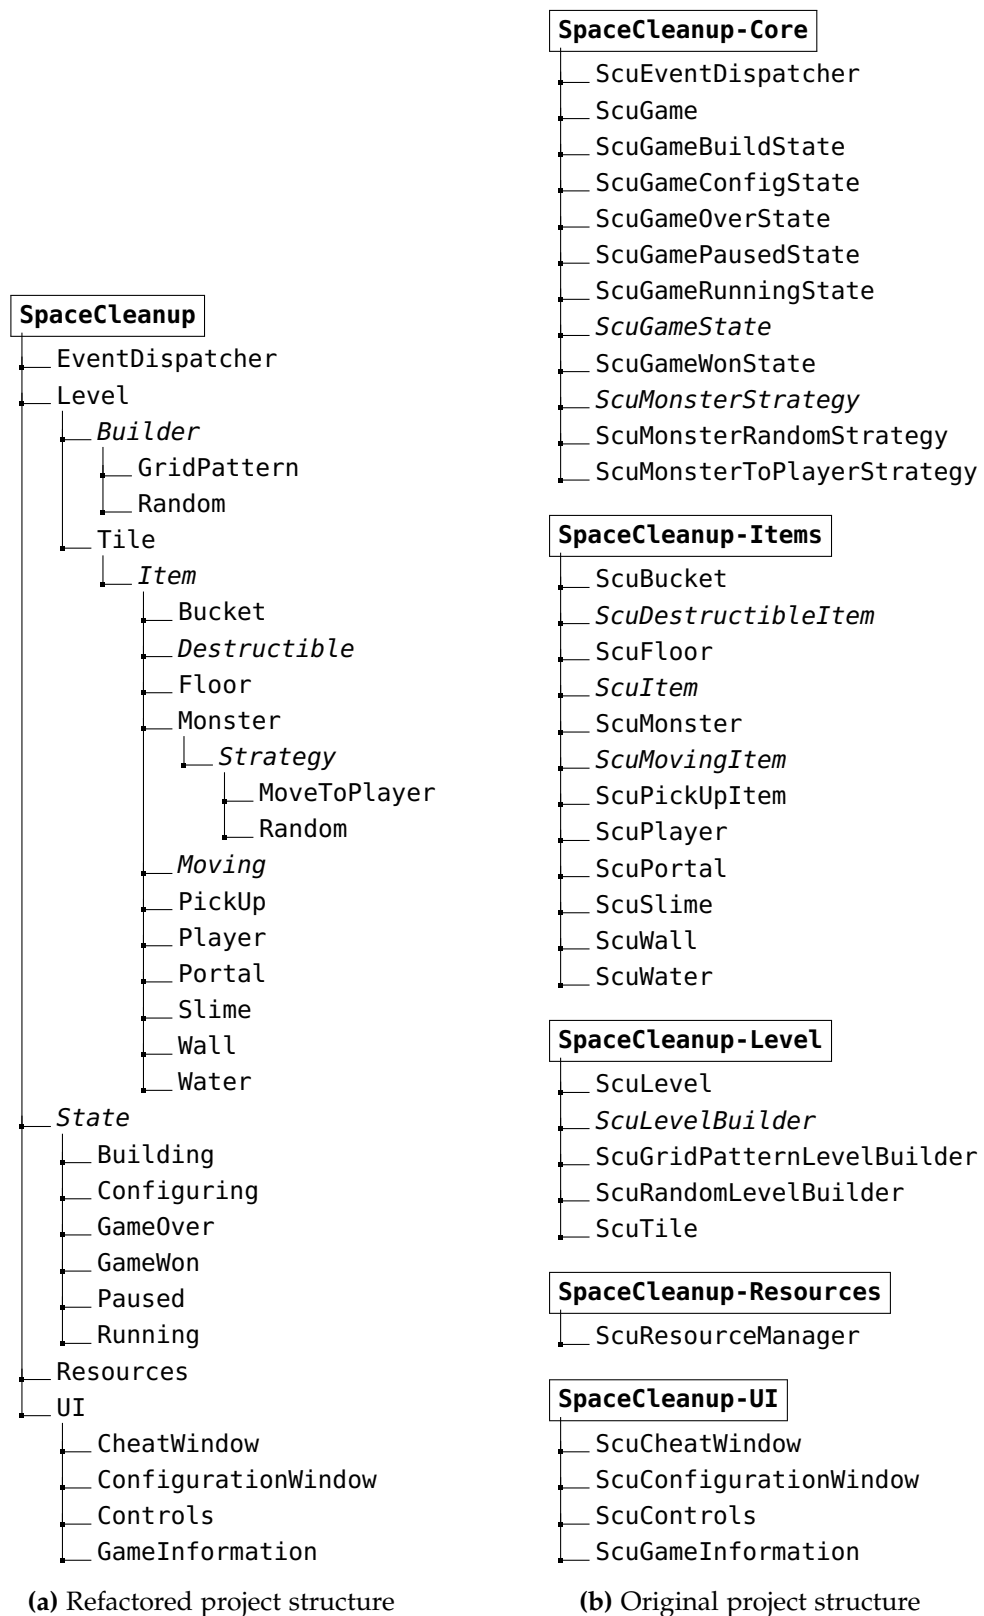 SpaceCleanup
EventDispatcher
Level
Builder
GridPattern
Random
Tile
Item
Bucket
Destructible
Floor
Monster
Strategy
MoveToPlayer
Random
Moving
PickUp
Player
Portal
Slime
Wall
Water
State
Building
Configuring
GameOver
GameWon
Paused
Running
Resources
UI
CheatWindow
ConfigurationWindow
Controls
GameInformation
(a) Refactored project structure
SpaceCleanup-Core
ScuEventDispatcher
ScuGame
ScuGameBuildState
ScuGameConfigState
ScuGameOverState
ScuGamePausedState
ScuGameRunningState
ScuGameState
ScuGameWonState
ScuMonsterStrategy
ScuMonsterRandomStrategy
ScuMonsterToPlayerStrategy
SpaceCleanup-Items
ScuBucket
ScuDestructibleItem
ScuFloor
ScuItem
ScuMonster
ScuMovingItem
ScuPickUpItem
ScuPlayer
ScuPortal
ScuSlime
ScuWall
ScuWater
SpaceCleanup-Level
ScuLevel
ScuLevelBuilder
ScuGridPatternLevelBuilder
ScuRandomLevelBuilder
ScuTile
SpaceCleanup-Resources
ScuResourceManager
SpaceCleanup-UI
ScuCheatWindow
ScuConfigurationWindow
ScuControls
ScuGameInformation
(b) Original project structure